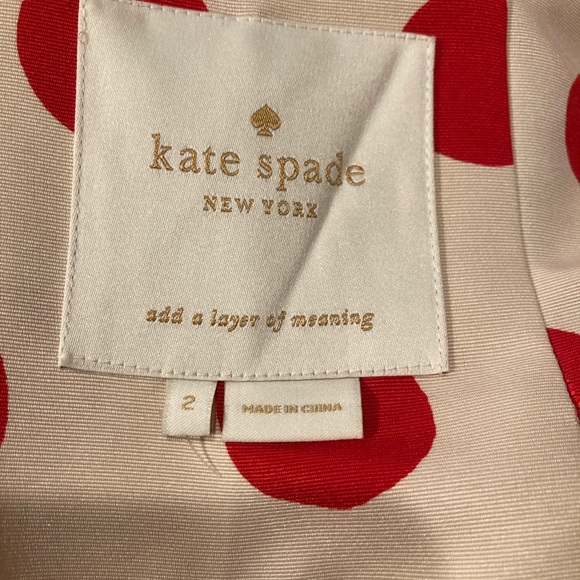 kate spade
NEW YORK
add a layer of meaning
2
MADE IN CHINA